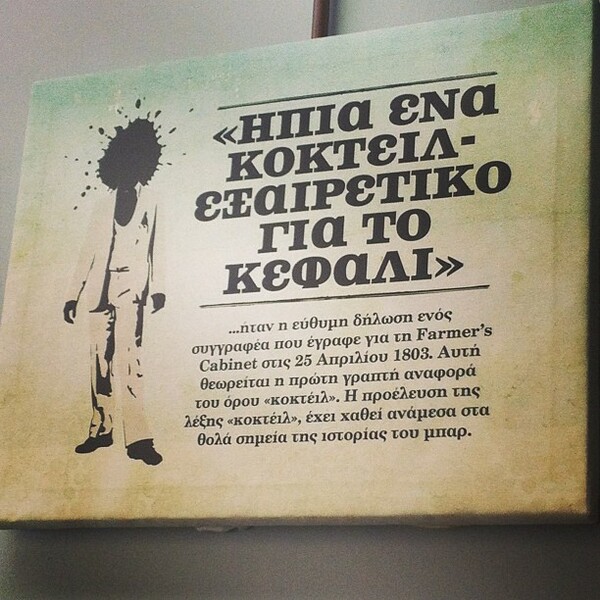 «ΗΠΙΑ ΕΝΑ
ΚΟΚΤΕΙΛ-
ΕΞΑΙΡΕΤΙΚΟ
ΓΙΑ ΤΟ
ΚΕΦΑΛΙ»
...ήταν η εύθυμη δήλωση ενός
συγγραφέα που έγραφε για τη Farmer's
Cabinet στις 25 Απριλίου 1803. Αυτή
θεωρείται η πρώτη γραπτή αναφορά
του όρου «κοκτέιλ». Η προέλευση της
λέξης «κοκτέιλ», έχει χαθεί ανάμεσα στα
θολά σημεία της ιστορίας του μπαρ.